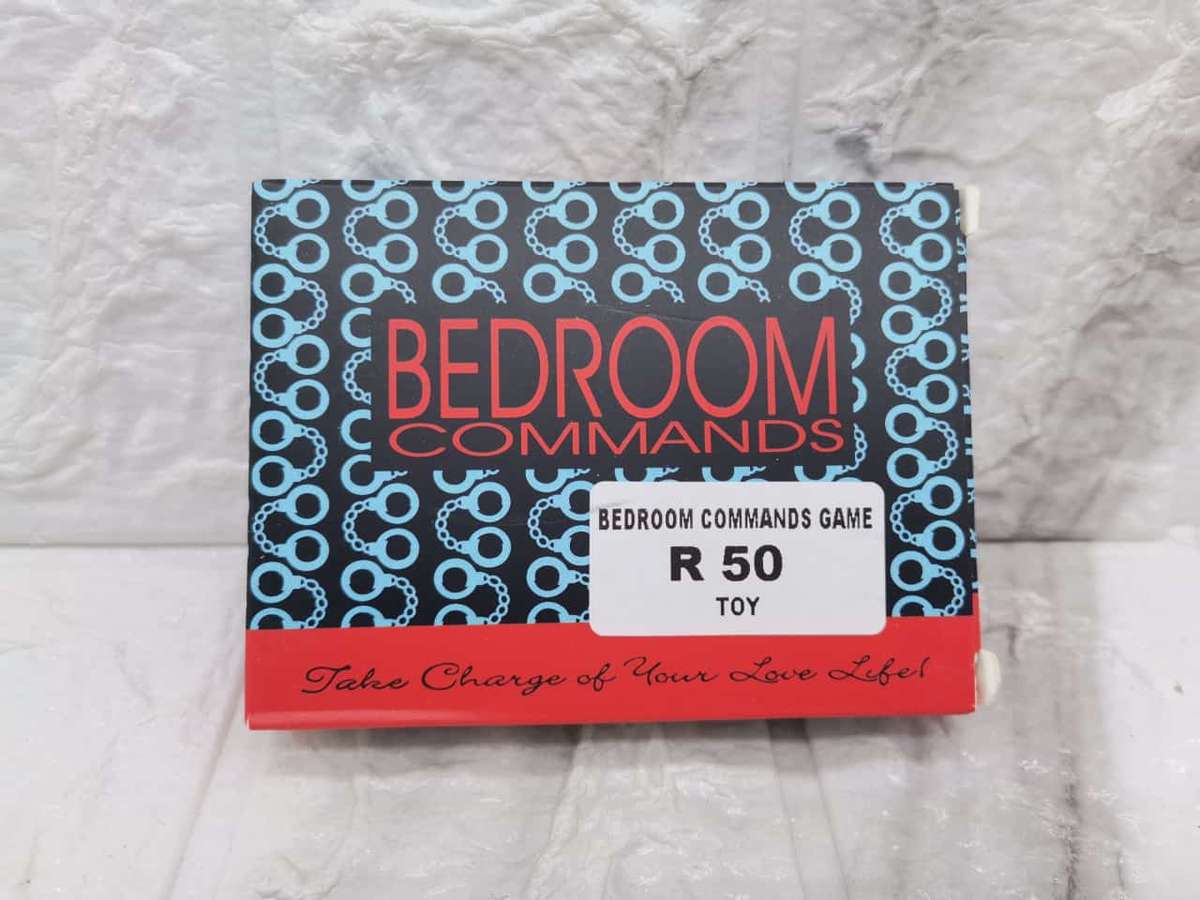 BEDROOM
COMMANDS
BEDROOM COMMANDS GAME
R 50
TOY
Take Charge of Your Love Life!